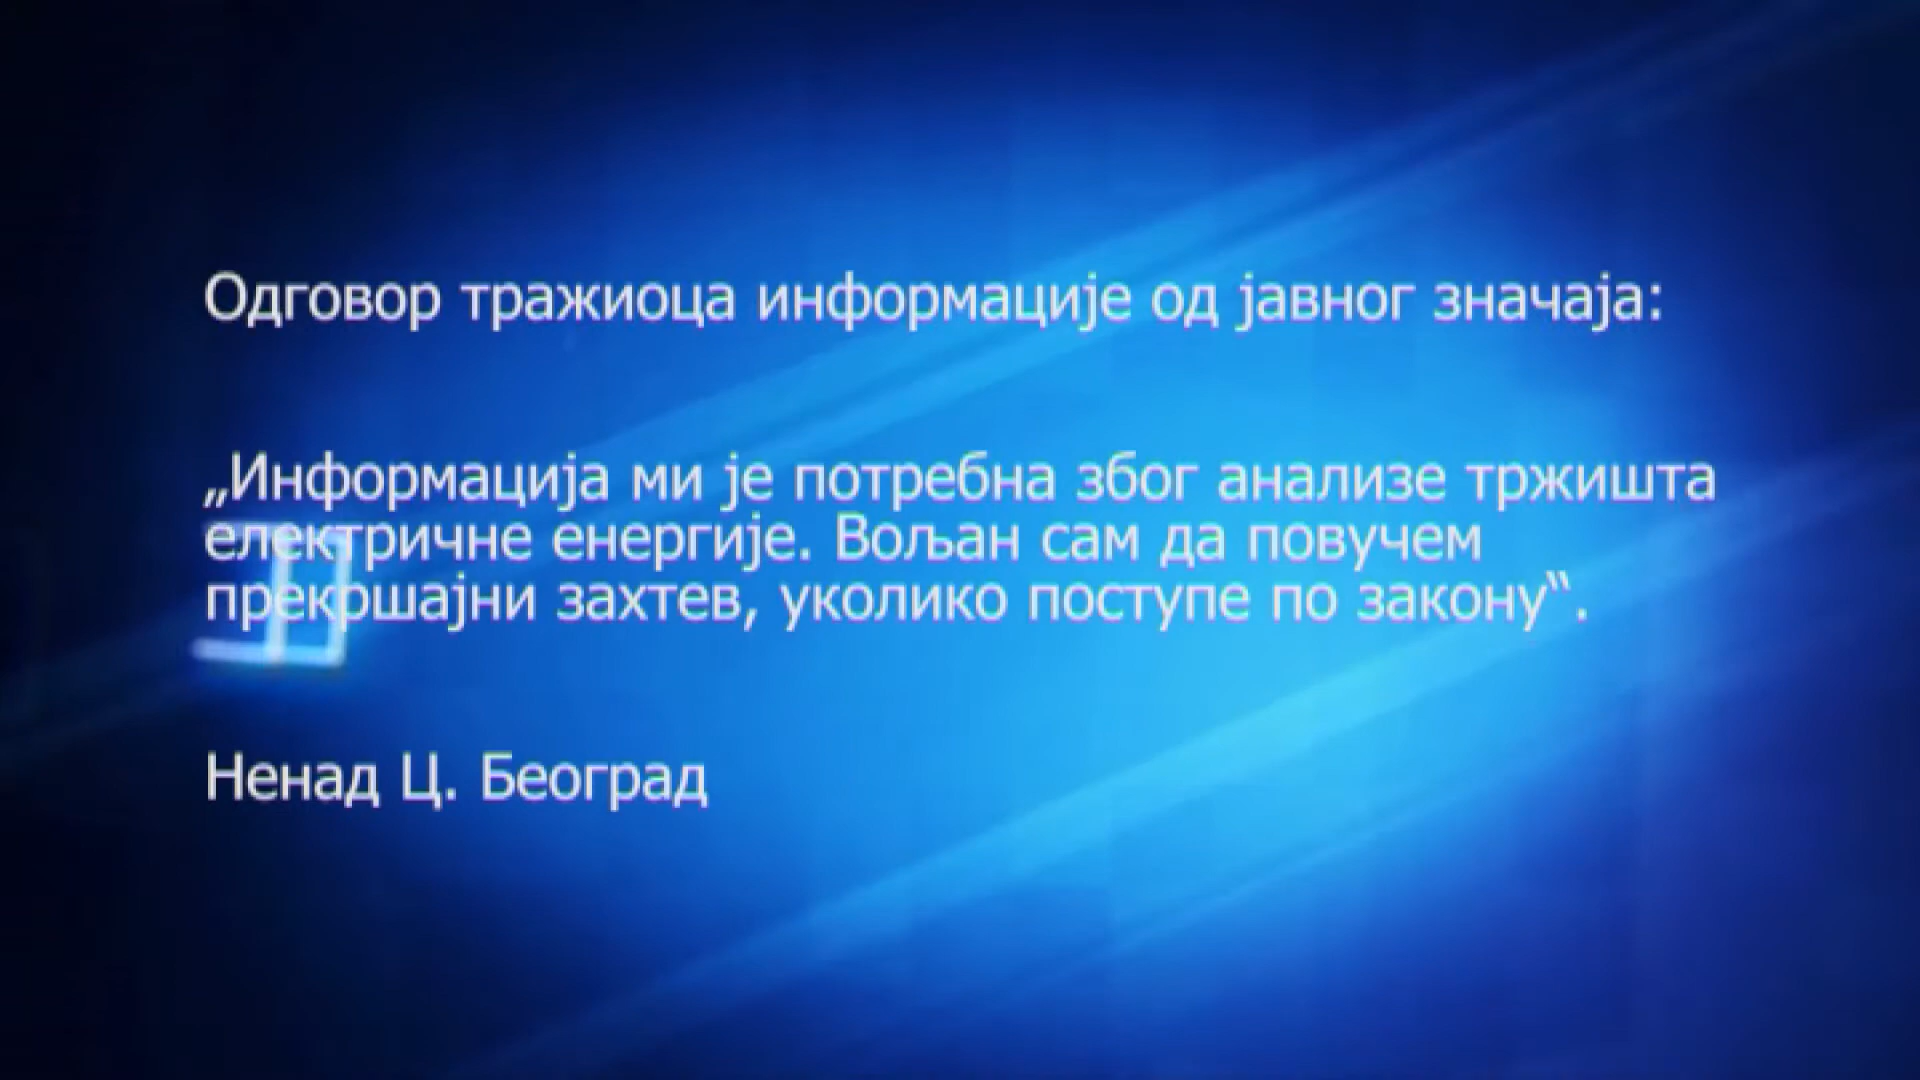 Одговор тражиоца информације од јавног значаја:
„Информација ми је потребна због анализе тржишта
електричне енергије. Вољан сам да повучем
прекршајни захтев, уколико поступе по закону“.
Ненад Ц. Београд